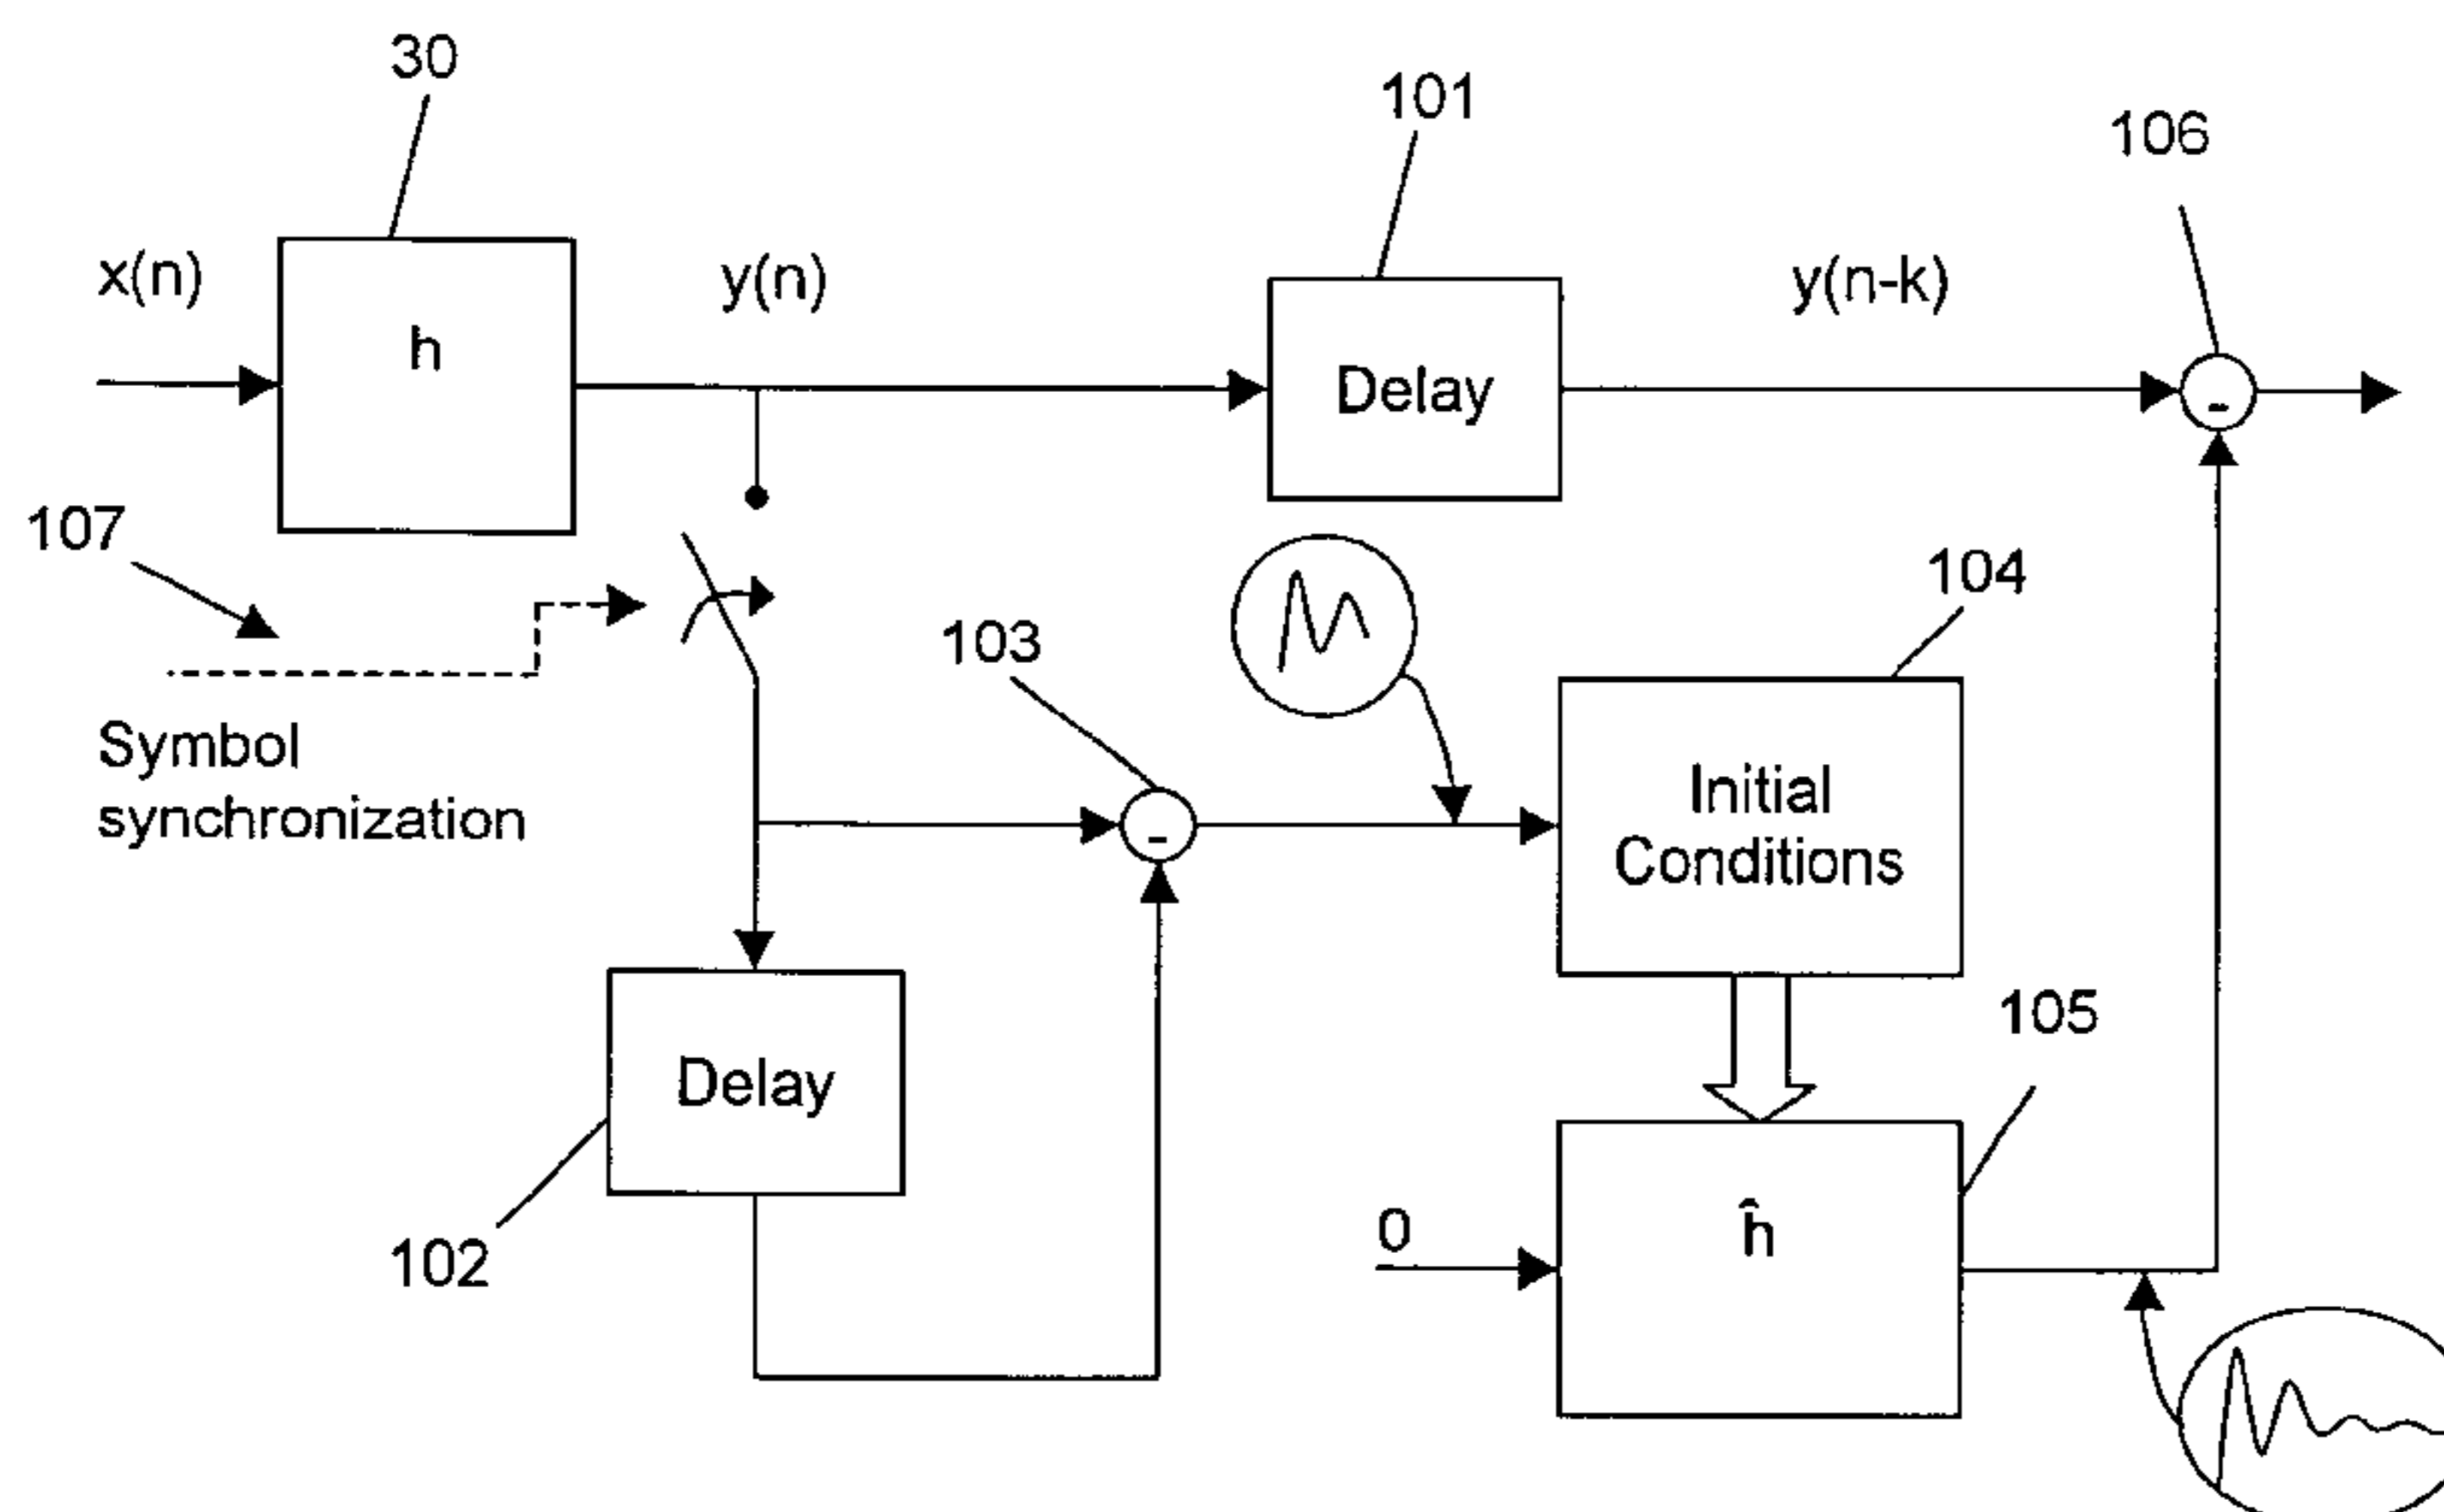 30
101
106
x(n)
y(n)
y(n-k)
h
Delay
-
107
104
103
Symbol
synchronization
Initial
Conditions
-
105
Delay
0
ĥ
102